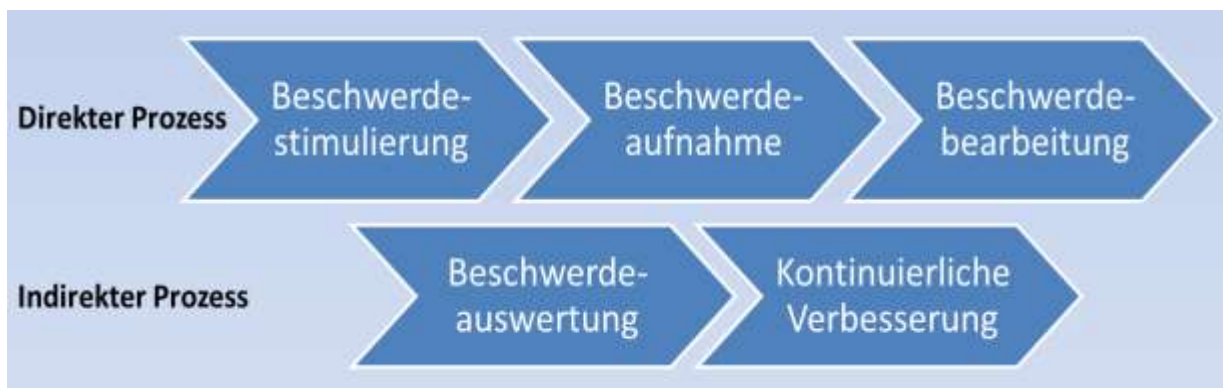 Direkter Prozess
Beschwerde-
stimulierung
Beschwerde-
aufnahme
Beschwerde-
bearbeitung
Indirekter Prozess
Beschwerde-
auswertung
Kontinuierliche
Verbesserung